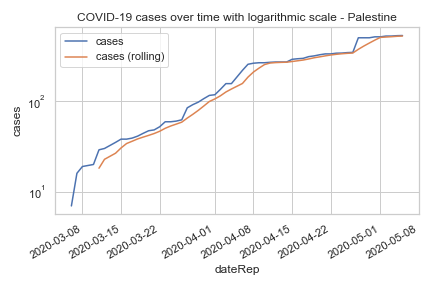 COVID-19 cases over time with logarithmic scale - Palestine
cases
cases (rolling)
cases
10²
10¹
2020-03-08
2020-03-15
2020-03-22
2020-04-01
2020-04-08
2020-04-15
2020-04-22
2020-05-01
2020-05-08
dateRep